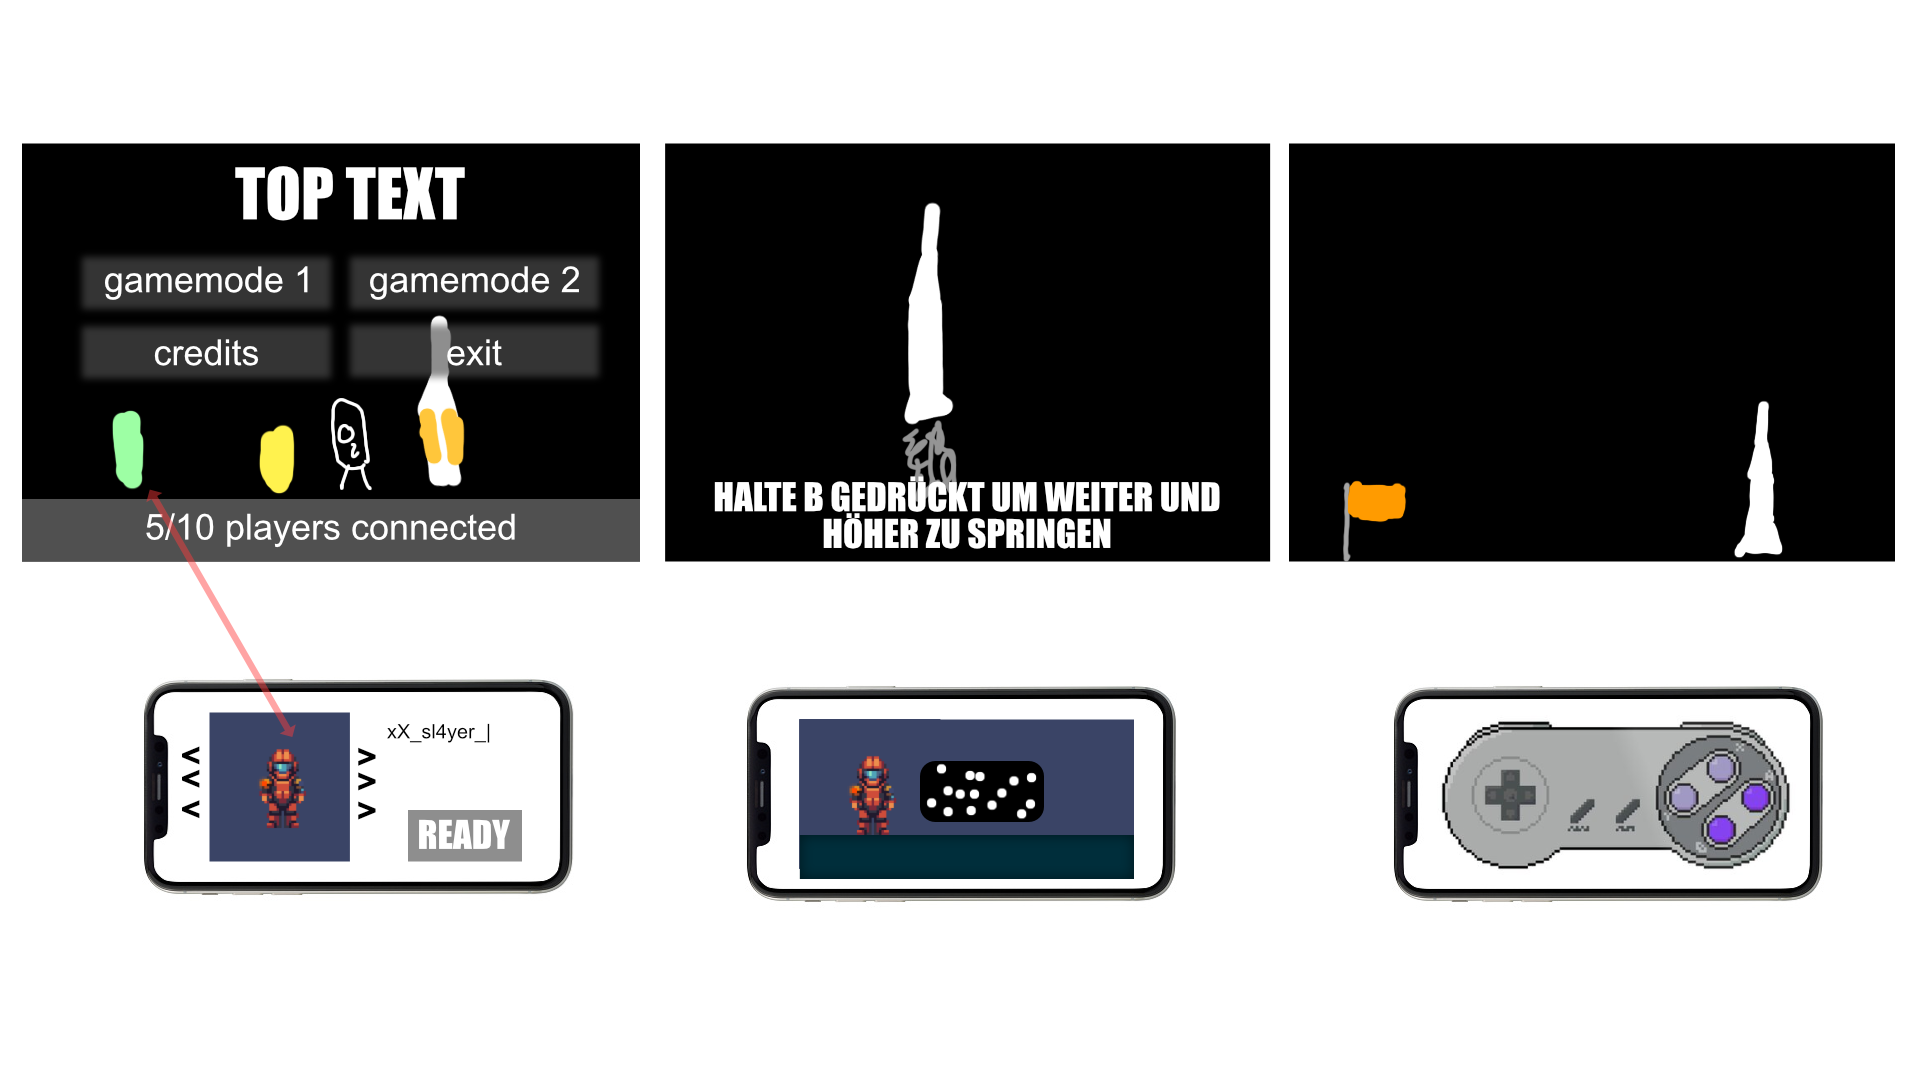 TOP TEXT
gamemode 1
gamemode 2
credits
exit
5/10 players connected
HALTE B GEDRÜCKT UM WEITER UND
HÖHER ZU SPRINGEN
< >
< >
< >
xX_sl4yer_|
READY